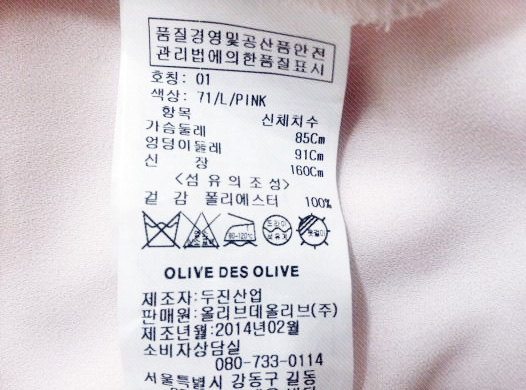 품질경영및공산품안전
관리법에의한품질표시
호칭: 01
색상: 71/L/PINK
항목 신체치수
가슴둘레 85Cm
엉덩이둘레 91Cm
신 장 160Cm
<섬유의조성>
겉 감 폴리에스터 100%
80-120℃ 드라이 옷걸이
OLIVE DES OLIVE
제조자:두진산업
판매원:올리브데올리브(주)
제조년월:2014년02월
소비자상담실
080-733-0114
서울특별시 강동구 길동